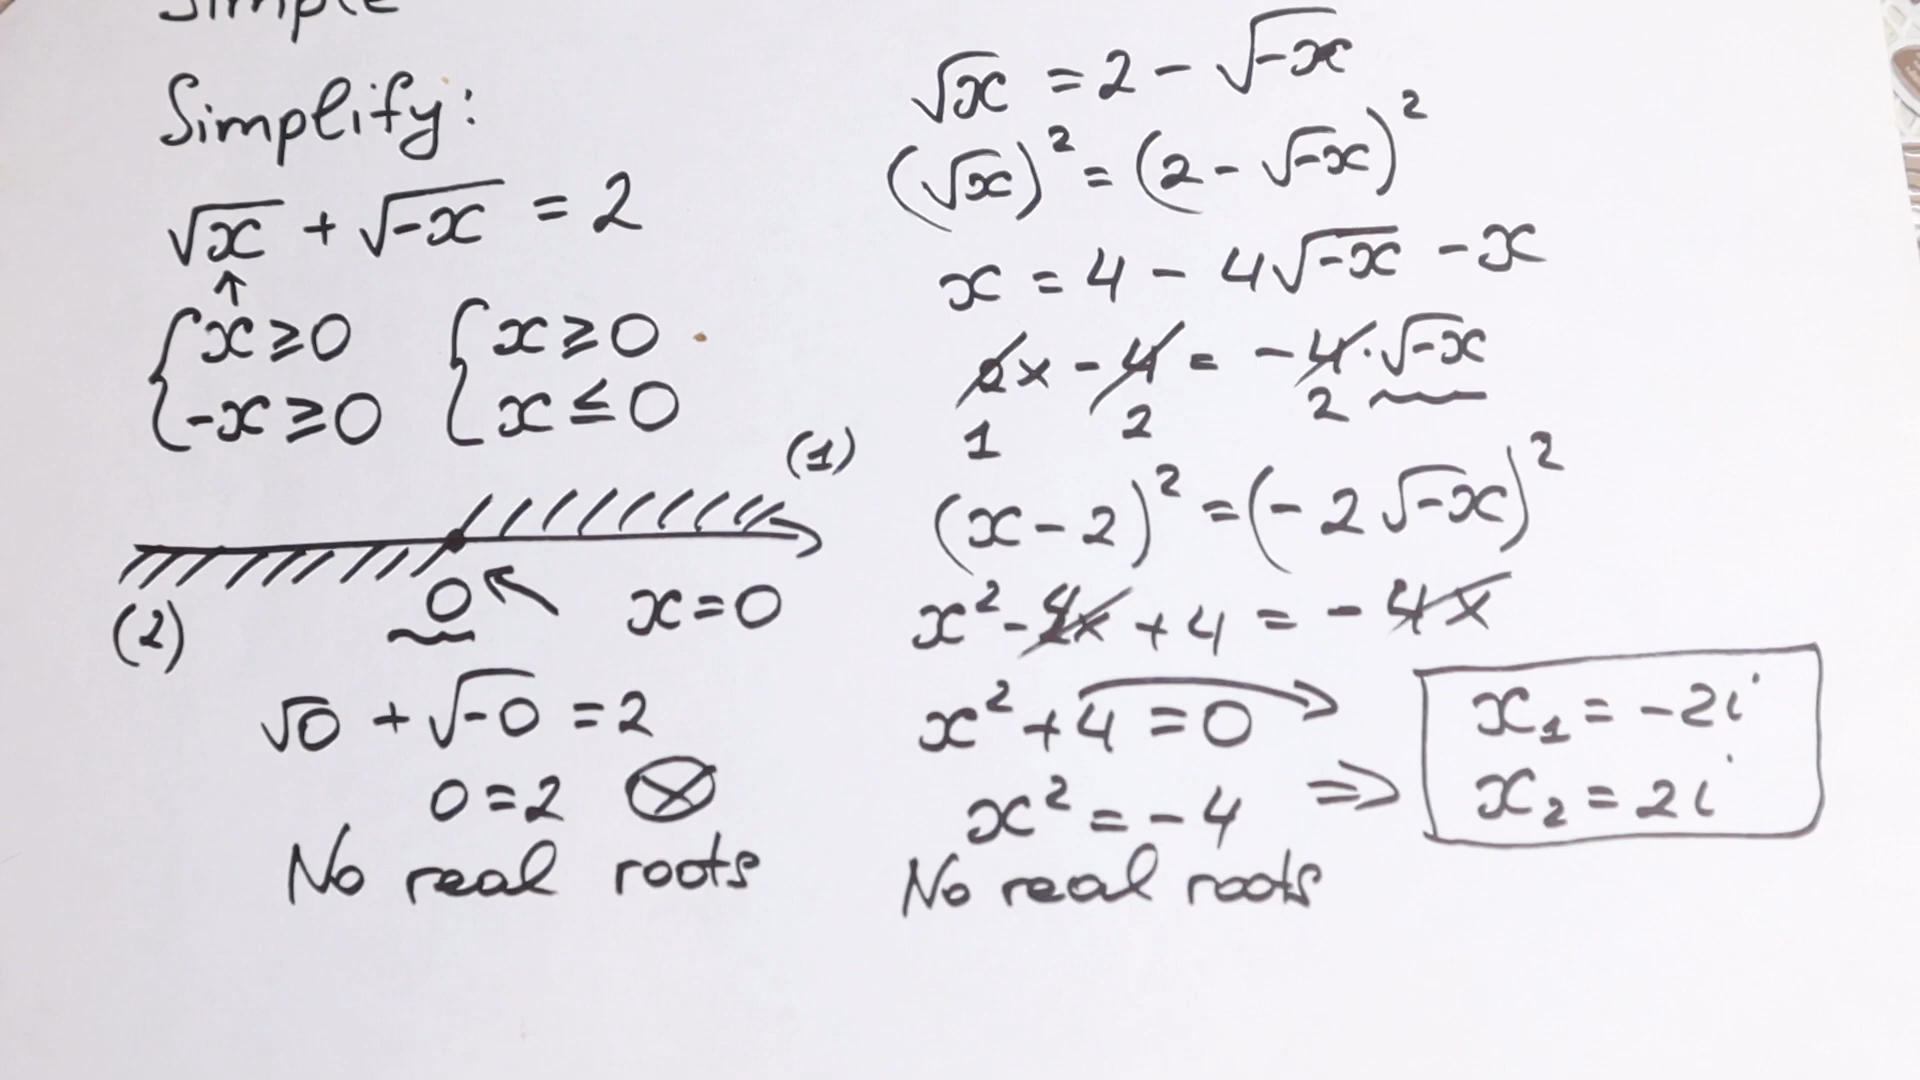 Simple
Simplify:
√x + √-x = 2
↑
{ x ≥ 0 { x ≥ 0
-x ≥ 0 x ≤ 0
(1)
(2) 0 x = 0
√0 + √-0 = 2
0 = 2 ⊗
No real roots
√x = 2 - √-x
(√x)² = (2 - √-x)²
x = 4 - 4√-x - x
2x - 4 = -4·√-x
1 2 2
(x - 2)² = (-2√-x)²
x² - 4x + 4 = -4x
x² + 4 = 0
x² = -4 ⇒
No real roots
x₁ = -2i
x₂ = 2i